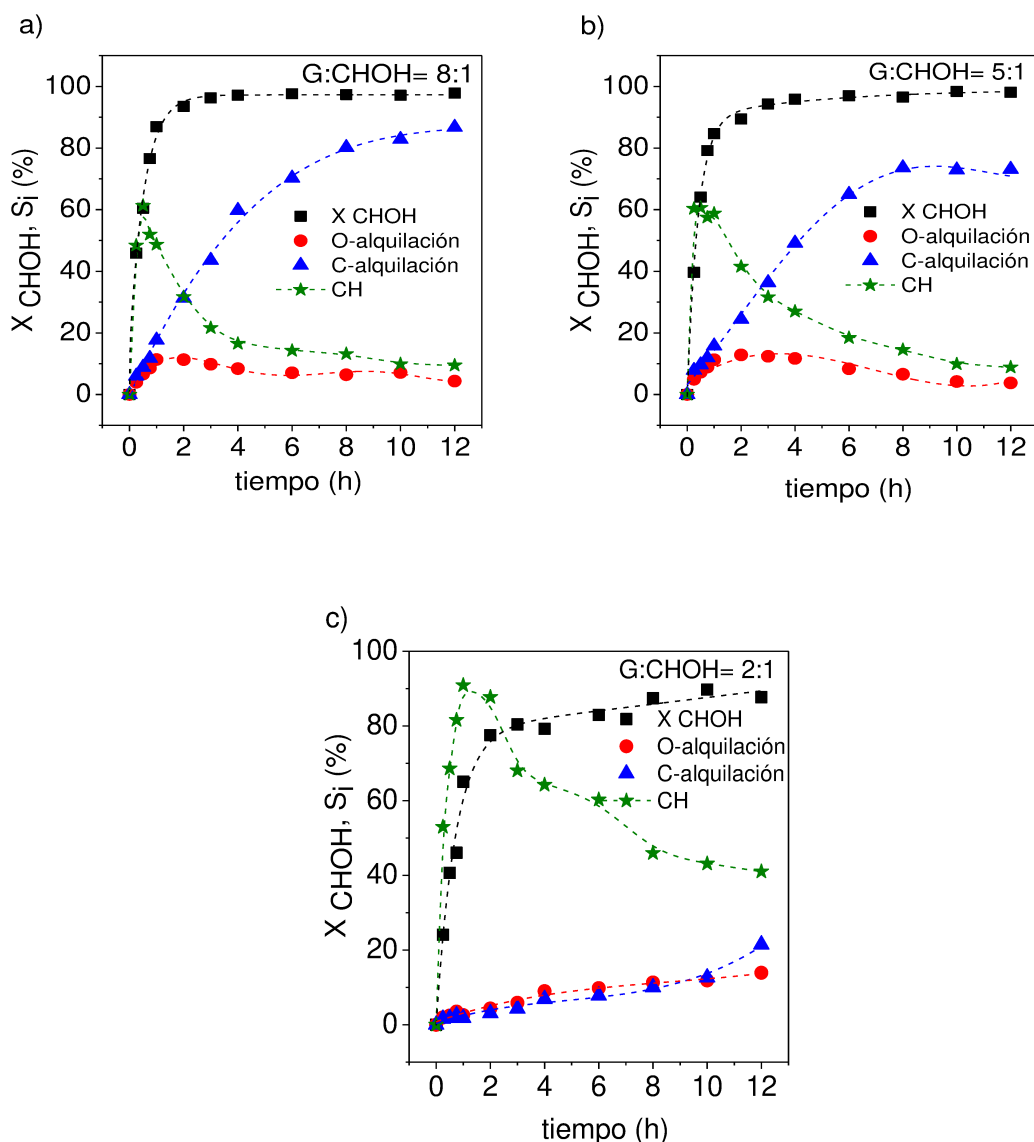 a)
G:CHOH= 8:1
X CHOH, Si (%)
100
80
60
40
20
0
X CHOH
O-alquilación
C-alquilación
CH
0 2 4 6 8 10 12
tiempo (h)
b)
G:CHOH= 5:1
X CHOH, Si (%)
100
80
60
40
20
0
X CHOH
O-alquilación
C-alquilación
CH
0 2 4 6 8 10 12
tiempo (h)
c)
G:CHOH= 2:1
X CHOH, Si (%)
100
80
60
40
20
0
X CHOH
O-alquilación
C-alquilación
CH
0 2 4 6 8 10 12
tiempo (h)